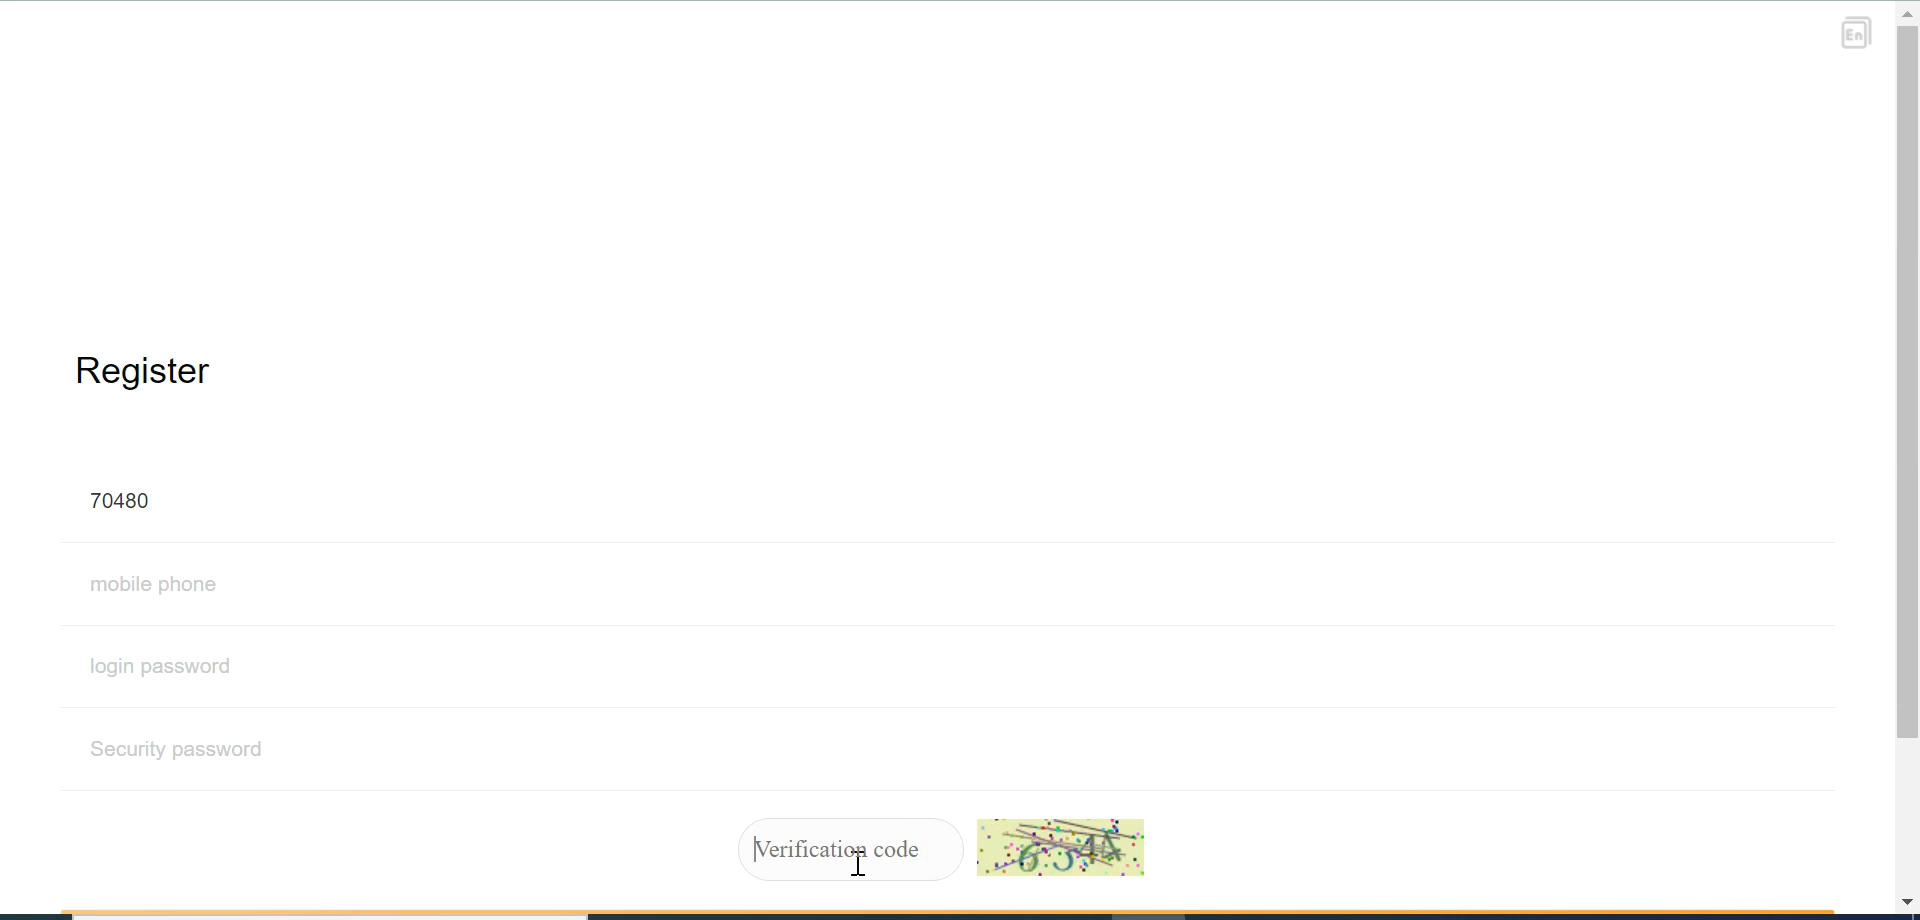 En
Register
70480
mobile phone
login password
Security password
Verification code